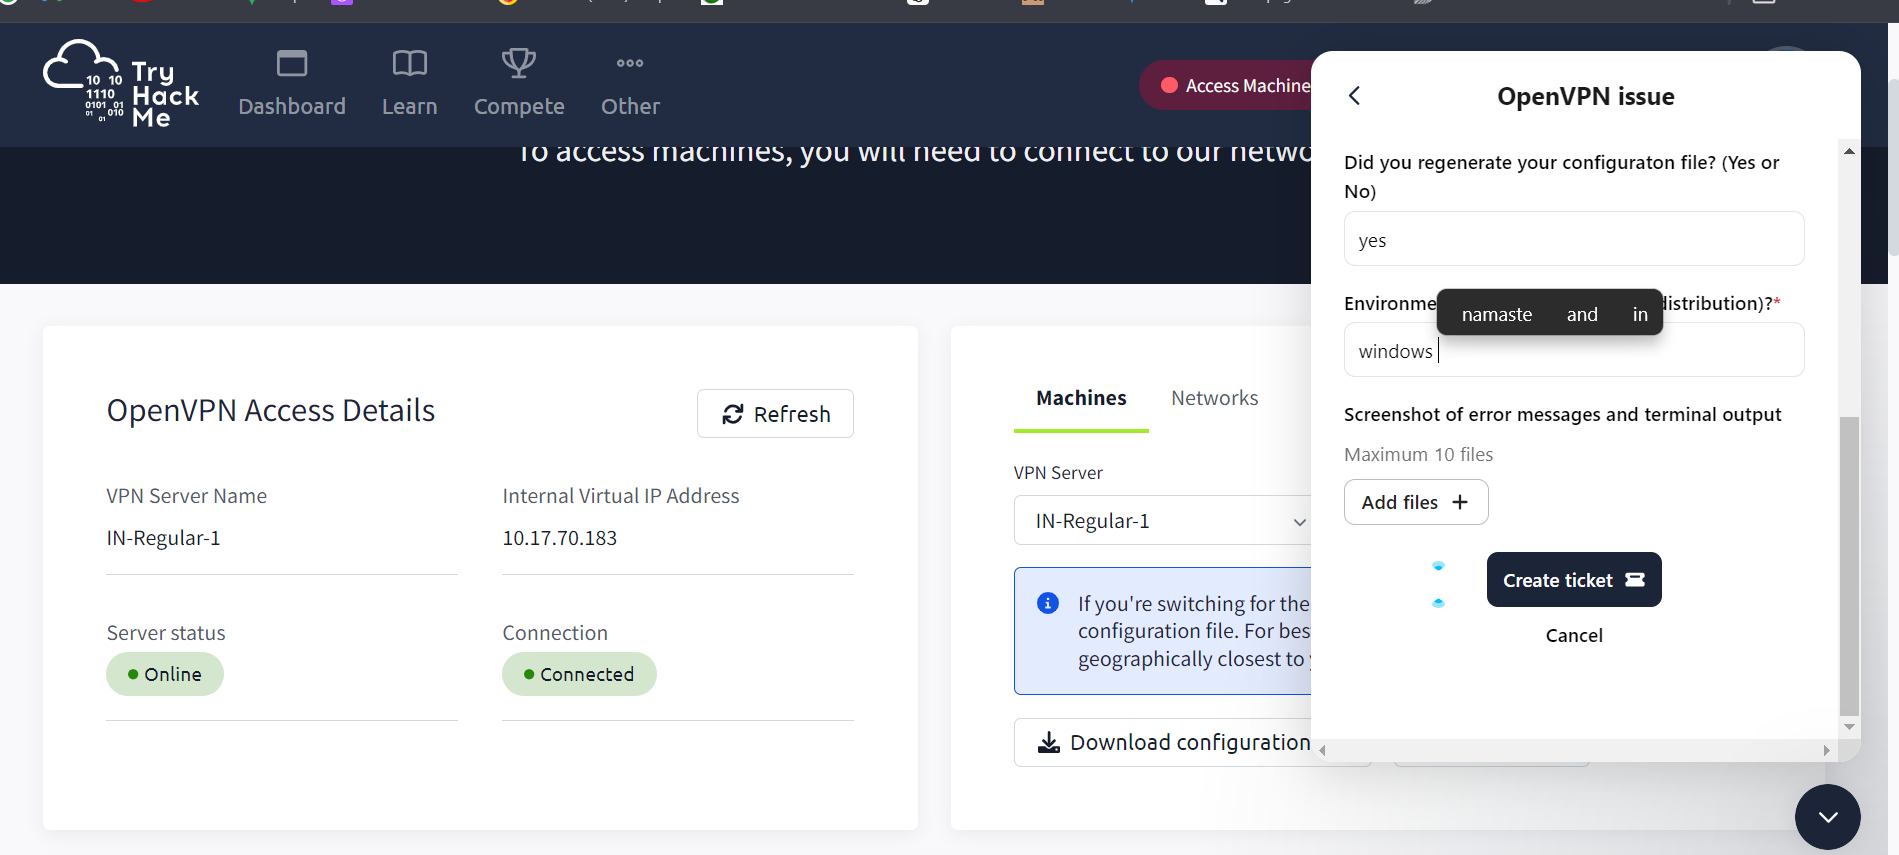 10 10
1110
0101 01
01 010
01
Try
Hack
Me
Dashboard
Learn
Compete
Other
Access Machine
To access machines, you will need to connect to our netwo
OpenVPN Access Details
Refresh
VPN Server Name
IN-Regular-1
Internal Virtual IP Address
10.17.70.183
Server status
Online
Connection
Connected
Machines
Networks
VPN Server
IN-Regular-1
If you're switching for the
configuration file. For bes
geographically closest to
Download configuration
OpenVPN issue
Did you regenerate your configuraton file? (Yes or
No)
yes
Environme
distribution)?*
namaste and in
windows
Screenshot of error messages and terminal output
Maximum 10 files
Add files +
Create ticket
Cancel